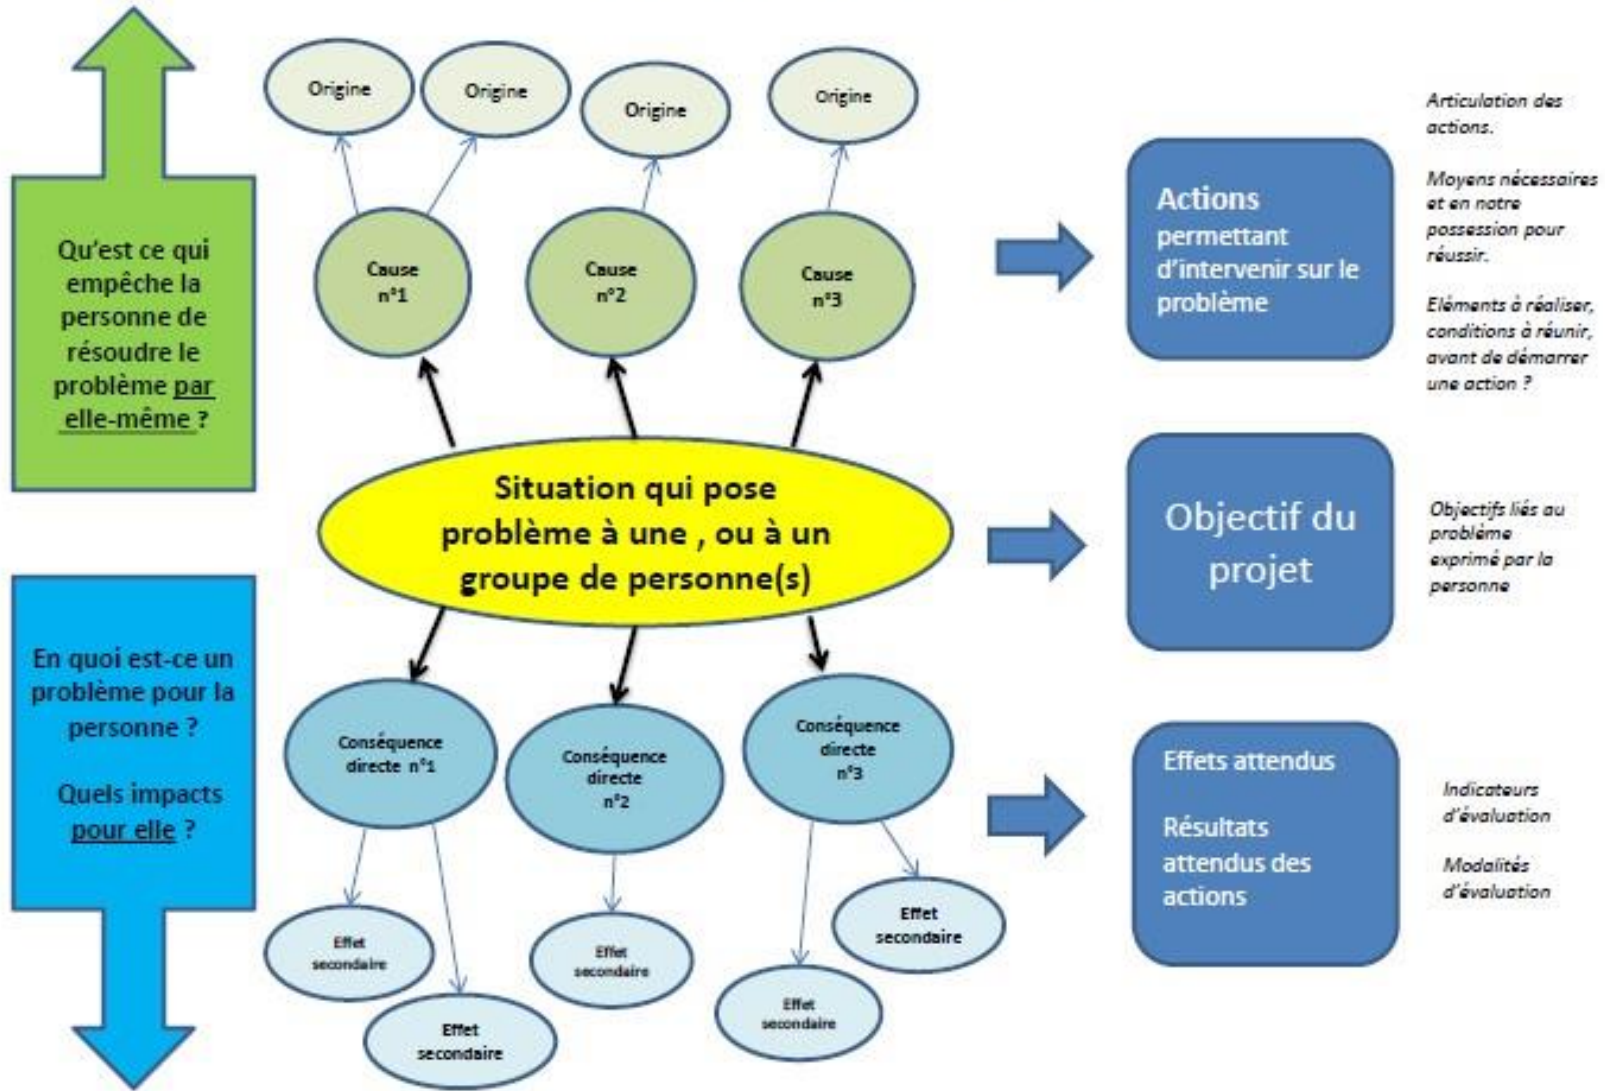 Qu'est ce qui
empêche la
personne de
résoudre le
problème par
elle-même ?
En quoi est-ce un
problème pour la
personne ?
Quels impacts
pour elle ?
Origine
Origine
Origine
Origine
Cause
n°1
Cause
n°2
Cause
n°3
Situation qui pose
problème à une , ou à un
groupe de personne(s)
Conséquence
directe n°1
Conséquence
directe
n°2
Conséquence
directe
n°3
Effet
secondaire
Effet
secondaire
Effet
secondaire
Effet
secondaire
Effet
secondaire
Actions
permettant
d'intervenir sur le
problème
Articulation des
actions.
Moyens nécessaires
et en notre
possession pour
réussir.
Eléments à réaliser,
conditions à réunir,
avant de démarrer
une action ?
Objectif du
projet
Objectifs liés au
problème
exprimé par la
personne
Effets attendus
Résultats
attendus des
actions
Indicateurs
d'évaluation
Modalités
d'évaluation